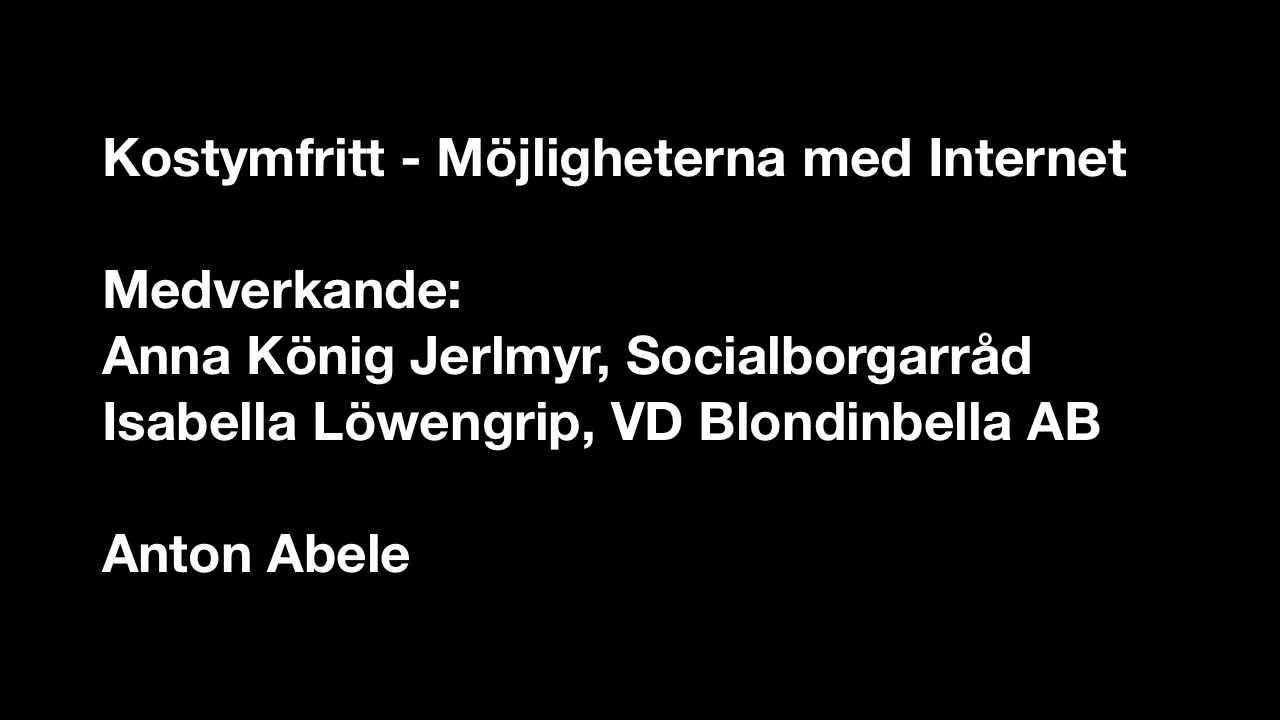 Kostymfritt - Möjligheterna med Internet
Medverkande:
Anna König Jerlmyr, Socialborgarråd
Isabella Löwengrip, VD Blondinbella AB
Anton Abele